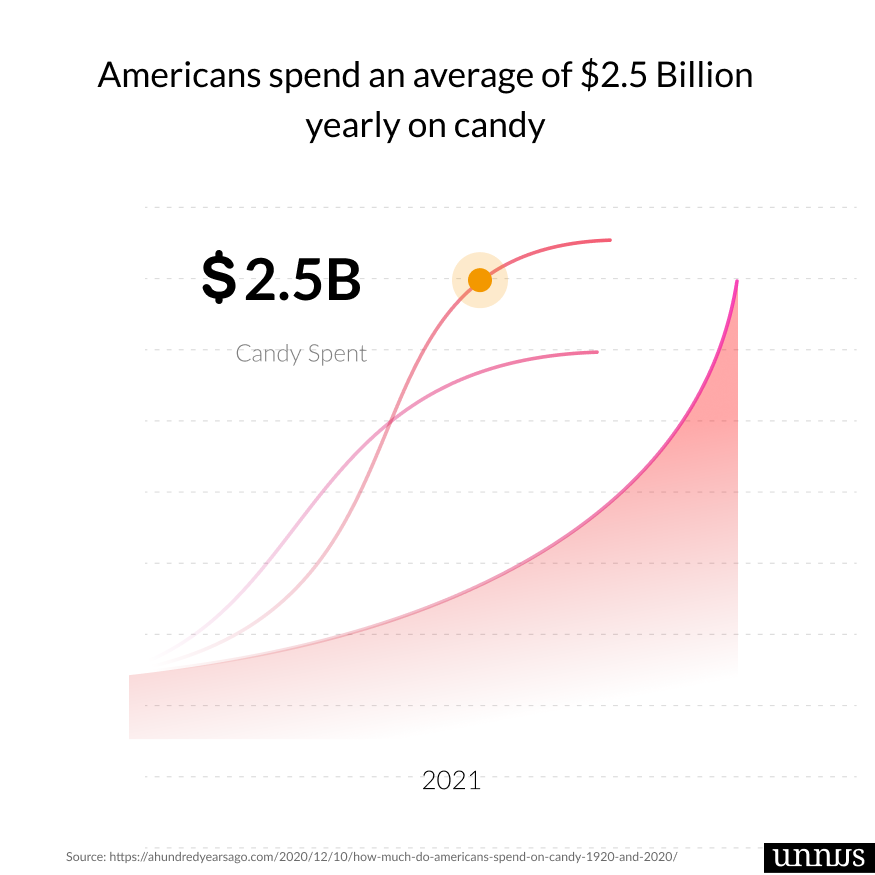 Americans spend an average of $2.5 Billion
yearly on candy
$2.5B
Candy Spent
2021
Source: https://ahundredyearsago.com/2020/12/10/how-much-do-americans-spend-on-candy-1920-and-2020/
unnus